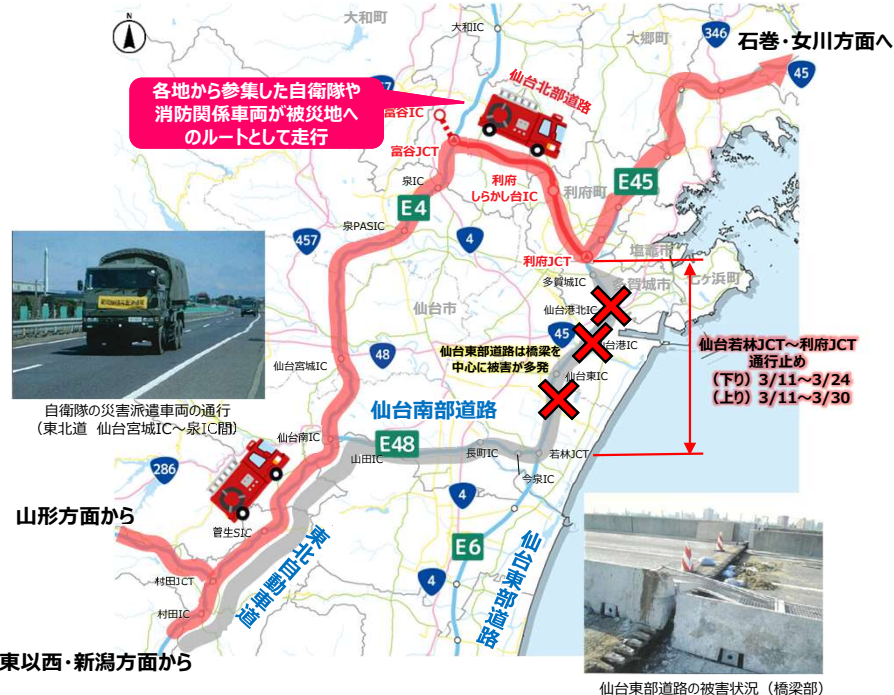 大和町
大和IC
大郷町
346
石巻・女川方面へ
45
各地から参集した自衛隊や
消防関係車両が被災地へ
のルートとして走行
仙台北部道路
富谷IC
富谷JCT
泉IC
利府
しらかし台IC
利府町
E45
E4
泉PASIC
457
4
利府JCT
塩竈市
多賀城IC
多賀城市
七ヶ浜町
仙台市
仙台港北IC
45
仙台港IC
仙台東部道路は橋梁を
中心に被害が多発
仙台若林JCT～利府JCT
通行止め
（下り）3/11～3/24
（上り）3/11～3/30
48
仙台宮城IC
仙台東IC
自衛隊の災害派遣車両の通行
（東北道 仙台宮城IC～泉IC間）
仙台南部道路
仙台南IC
E48
山田IC
長町IC
若林JCT
今泉IC
286
4
山形方面から
菅生SIC
東北自動車道
E6
仙台東部道路
4
村田JCT
村田IC
東以西・新潟方面から
仙台東部道路の被害状況（橋梁部）